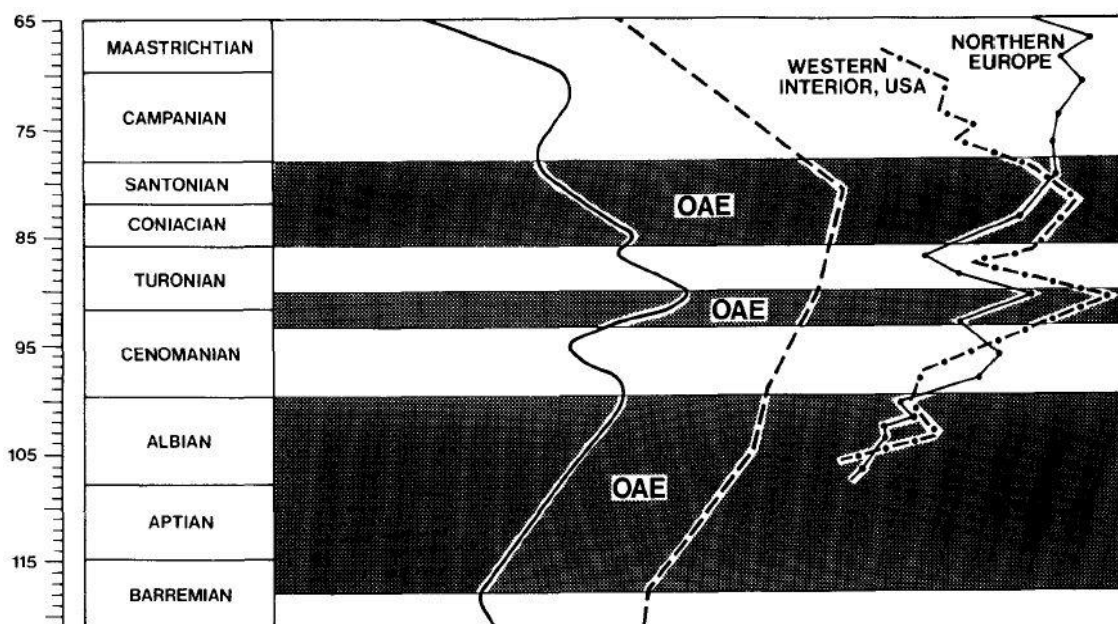 65
75
85
95
105
115
MAASTRICHTIAN
CAMPANIAN
SANTONIAN
CONIACIAN
TURONIAN
CENOMANIAN
ALBIAN
APTIAN
BARREMIAN
OAE
OAE
OAE
WESTERN
INTERIOR, USA
NORTHERN
EUROPE